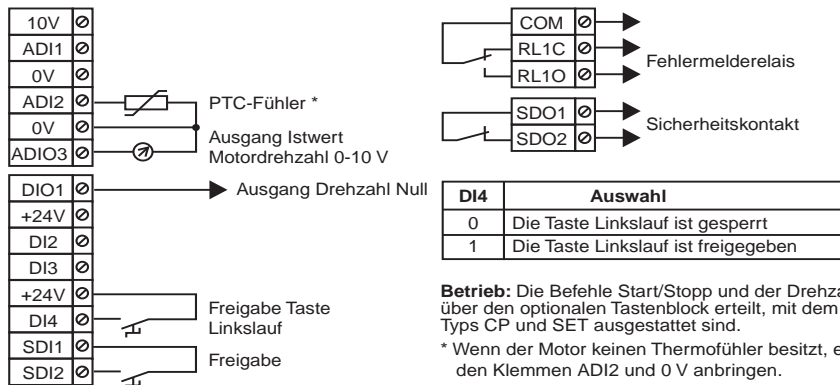 10V
ADI1
0V
ADI2
0V
ADIO3
PTC-Fühler *
Ausgang Istwert
Motordrehzahl 0-10 V
DIO1
+24V
DI2
DI3
+24V
DI4
SDI1
SDI2
Ausgang Drehzahl Null
Freigabe Taste
Linkslauf
Freigabe
COM
RL1C
RL1O
Fehlermelderelais
SDO1
SDO2
Sicherheitskontakt
DI4 Auswahl
0 Die Taste Linkslauf ist gesperrt
1 Die Taste Linkslauf ist freigegeben
Betrieb: Die Befehle Start/Stopp und der Drehza
über den optionalen Tastenblock erteilt, mit dem
Typs CP und SET ausgestattet sind.
* Wenn der Motor keinen Thermofühler besitzt, e
den Klemmen ADI2 und 0 V anbringen.